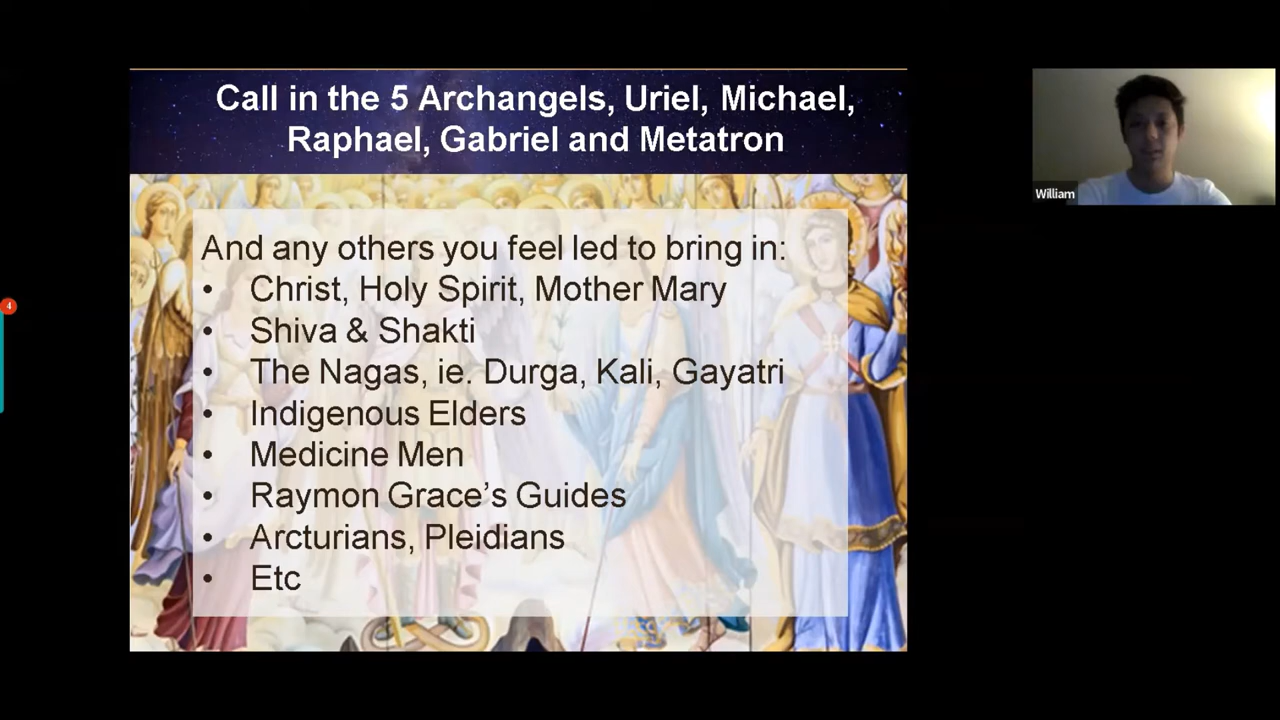 Call in the 5 Archangels, Uriel, Michael,
Raphael, Gabriel and Metatron
And any others you feel led to bring in:
• Christ, Holy Spirit, Mother Mary
• Shiva & Shakti
• The Nagas, ie. Durga, Kali, Gayatri
• Indigenous Elders
• Medicine Men
• Raymon Grace's Guides
• Arcturians, Pleidians
• Etc
William
4